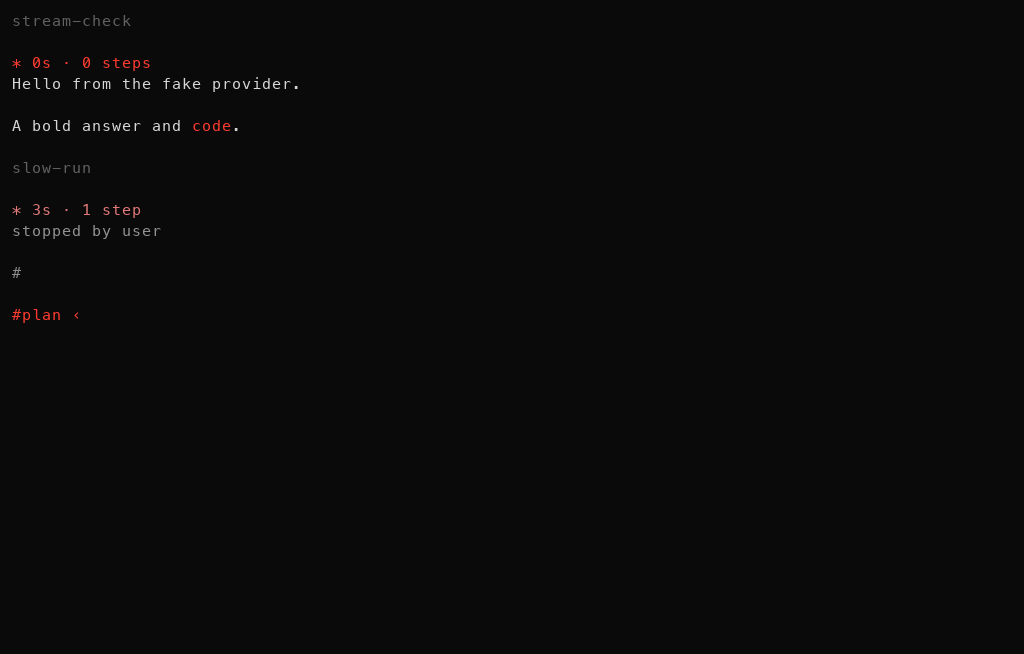 stream–check
* 0s · 0 steps
Hello from the fake provider.
A bold answer and code.
slow–run
* 3s · 1 step
stopped by user
#
#plan ‹